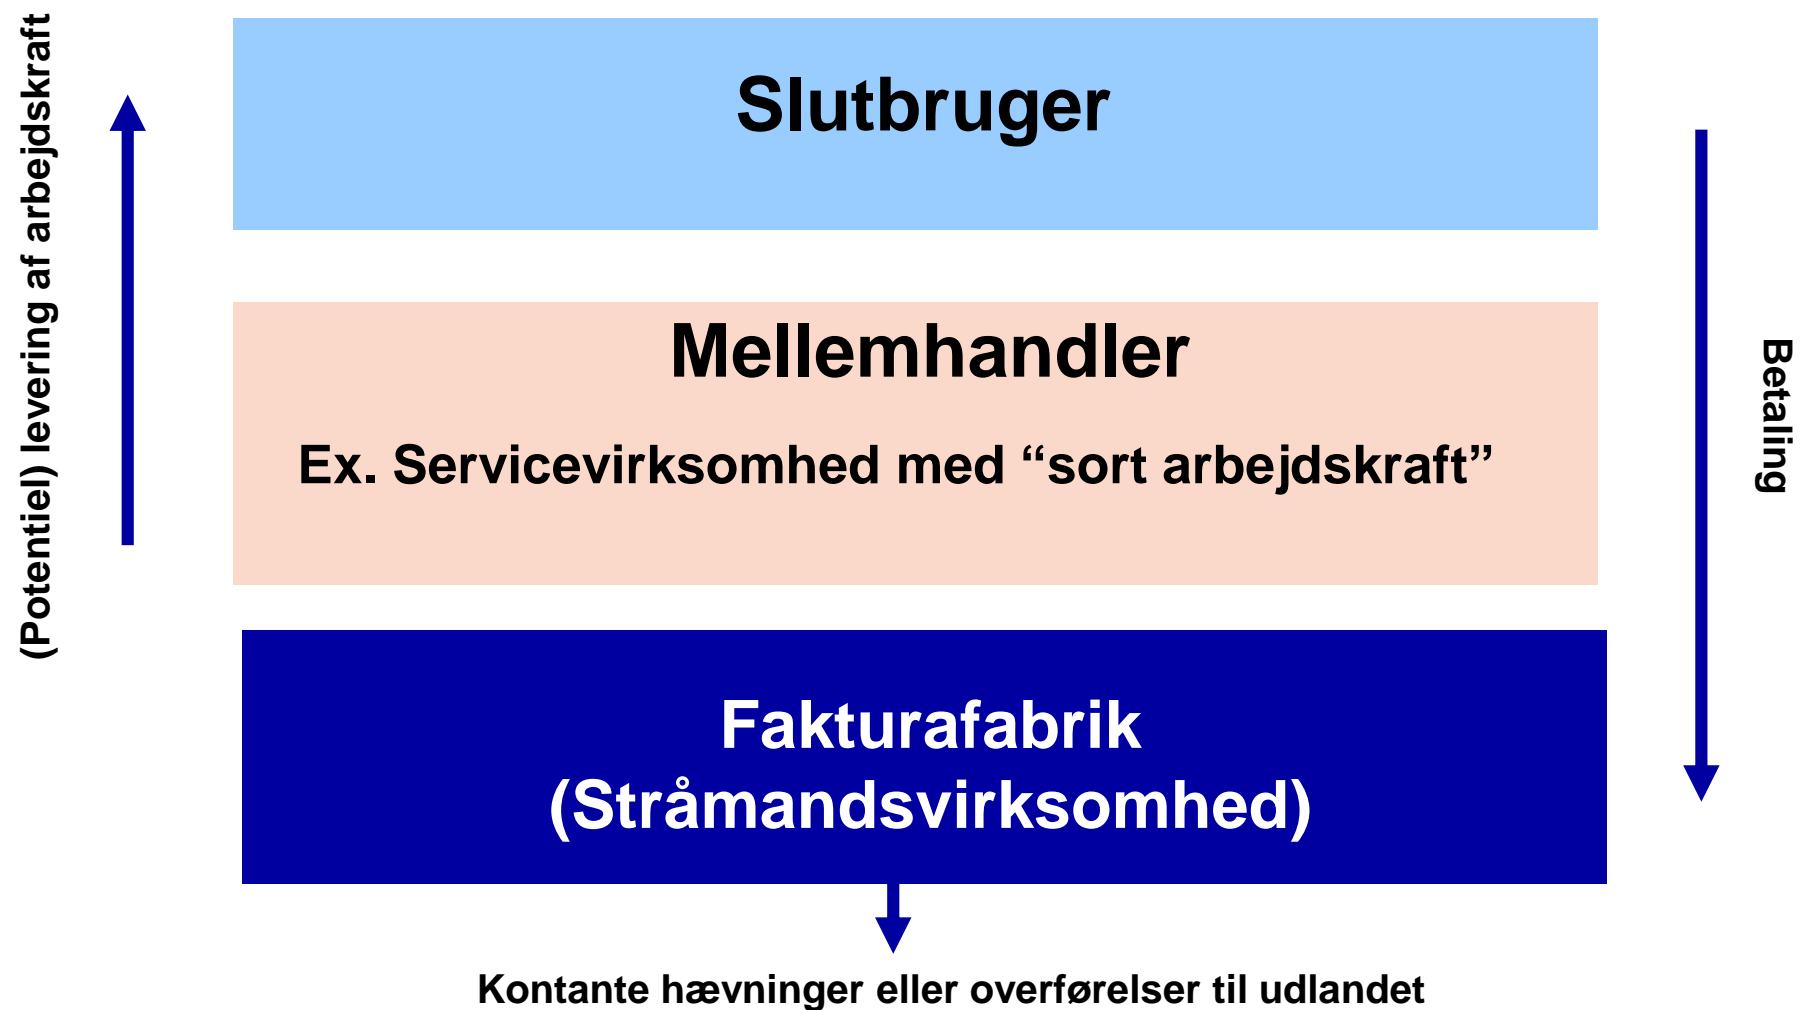 (Potentiel) levering af arbejdskraft
Slutbruger
Mellemhandler
Ex. Servicevirksomhed med “sort arbejdskraft”
Betaling
Fakturafabrik
(Stråmandsvirksomhed)
Kontante hævninger eller overførelser til udlandet